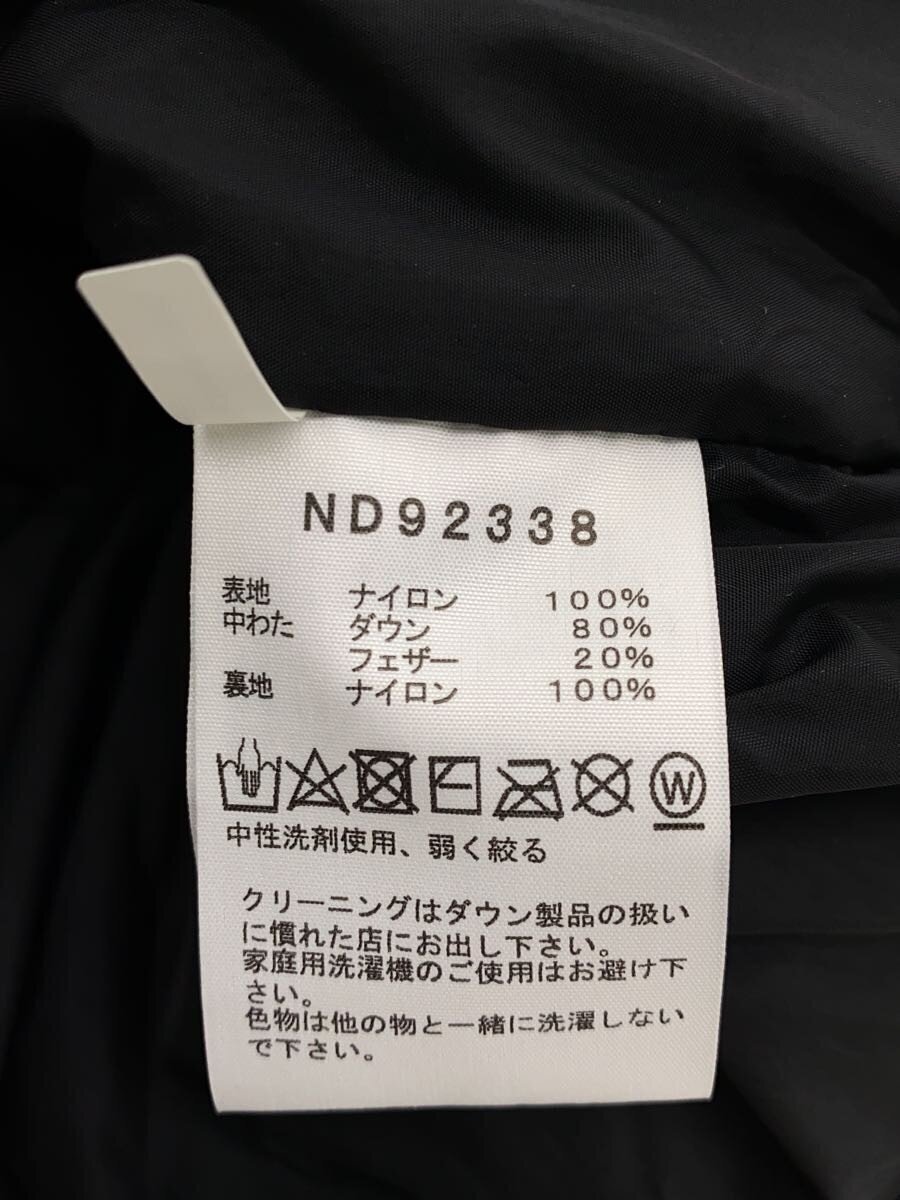 ND92338
表地 ナイロン 100%
中わた ダウン 80%
フェザー 20%
裏地 ナイロン 100%
W
中性洗剤使用、弱く絞る
クリーニングはダウン製品の扱い
に慣れた店にお出し下さい。
家庭用洗濯機のご使用はお避け下
さい。
色物は他の物と一緒に洗濯しない
で下さい。